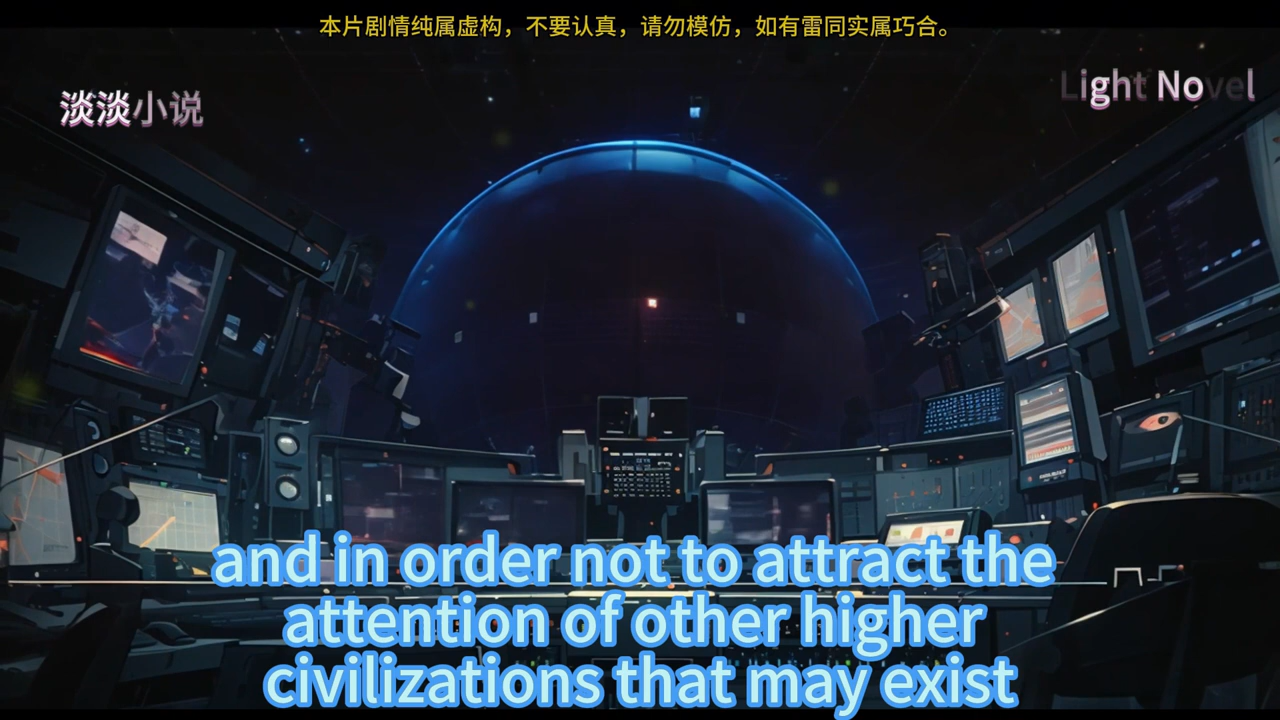 本片剧情纯属虚构，不要认真，请勿模仿，如有雷同实属巧合。
淡淡小说
Light Novel
and in order not to attract the
attention of other higher
civilizations that may exist